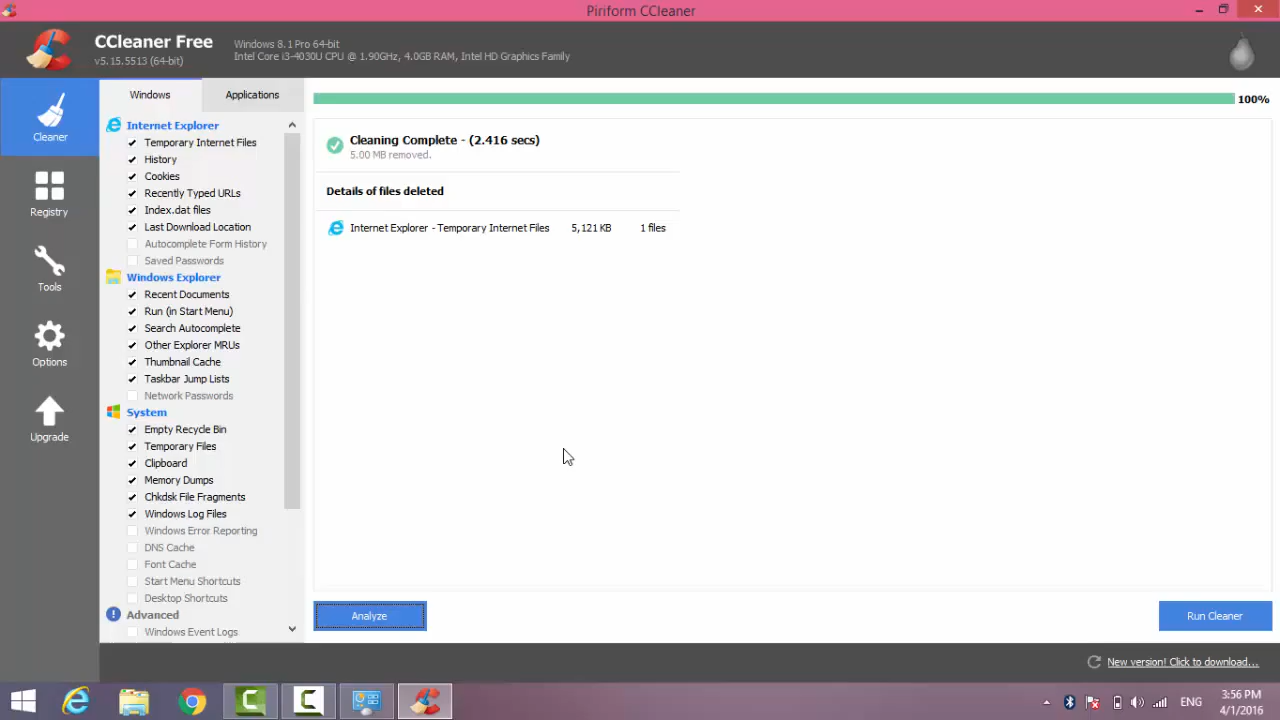 Piriform CCleaner
CCleaner Free
v5.15.5513 (64-bit)
Windows 8.1 Pro 64-bit
Intel Core i3-4030U CPU @ 1.90GHz, 4.0GB RAM, Intel HD Graphics Family
Cleaner
Registry
Tools
Options
Upgrade
Windows
Applications
Internet Explorer
Temporary Internet Files
History
Cookies
Recently Typed URLs
Index.dat files
Last Download Location
Autocomplete Form History
Saved Passwords
Windows Explorer
Recent Documents
Run (in Start Menu)
Search Autocomplete
Other Explorer MRUs
Thumbnail Cache
Taskbar Jump Lists
Network Passwords
System
Empty Recycle Bin
Temporary Files
Clipboard
Memory Dumps
Chkdsk File Fragments
Windows Log Files
Windows Error Reporting
DNS Cache
Font Cache
Start Menu Shortcuts
Desktop Shortcuts
Advanced
Windows Event Logs
100%
Cleaning Complete - (2.416 secs)
5.00 MB removed.
Details of files deleted
Internet Explorer - Temporary Internet Files 5,121 KB 1 files
Analyze
Run Cleaner
New version! Click to download...
ENG
3:56 PM
4/1/2016